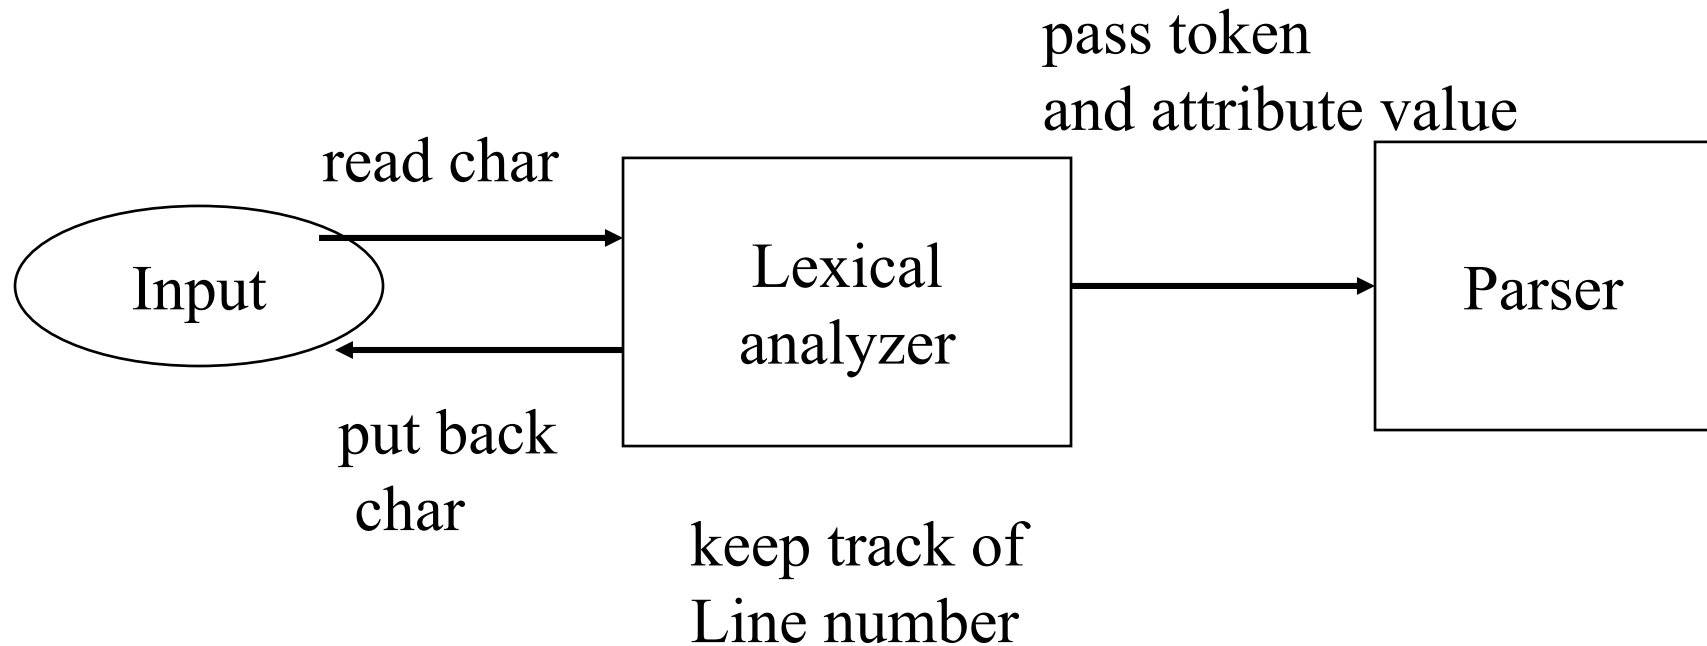 pass token
and attribute value
read char
Input
Lexical
analyzer
Parser
put back
char
keep track of
Line number